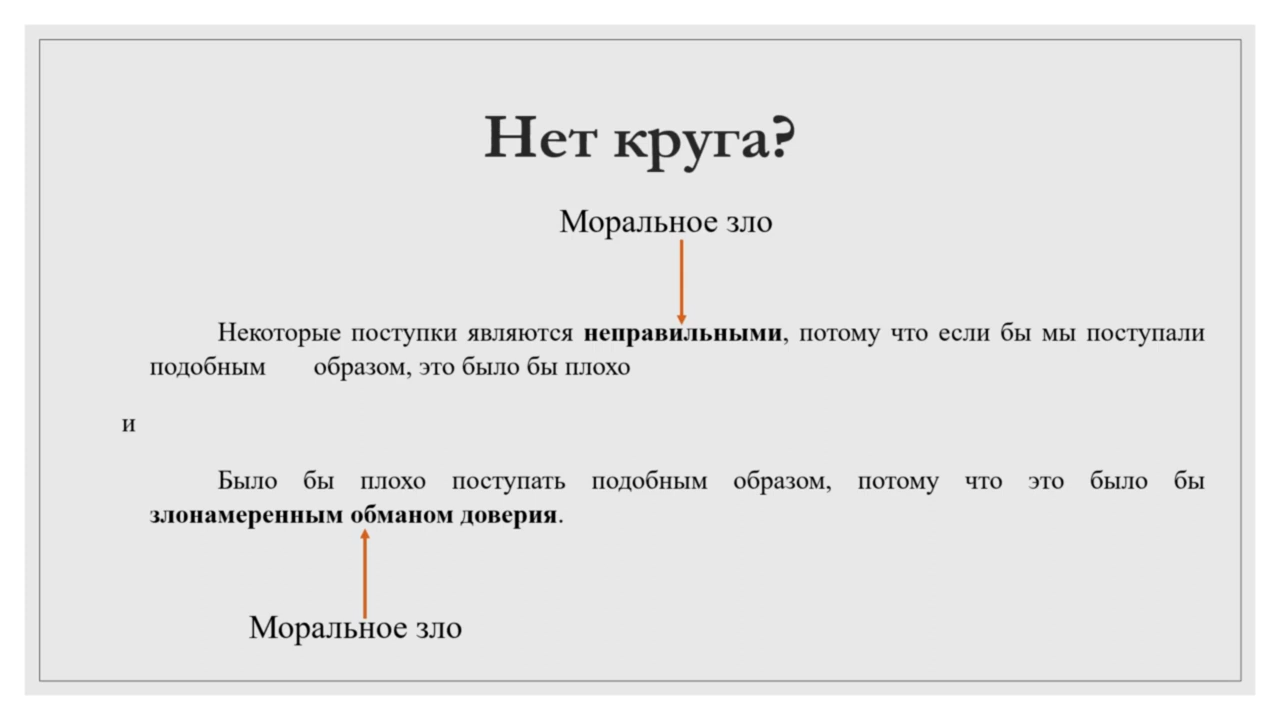 Нет круга?
Моральное зло
Некоторые поступки являются неправильными, потому что если бы мы поступали
подобным образом, это было бы плохо
и
Было бы плохо поступать подобным образом, потому что это было бы
злонамеренным обманом доверия.
Моральное зло